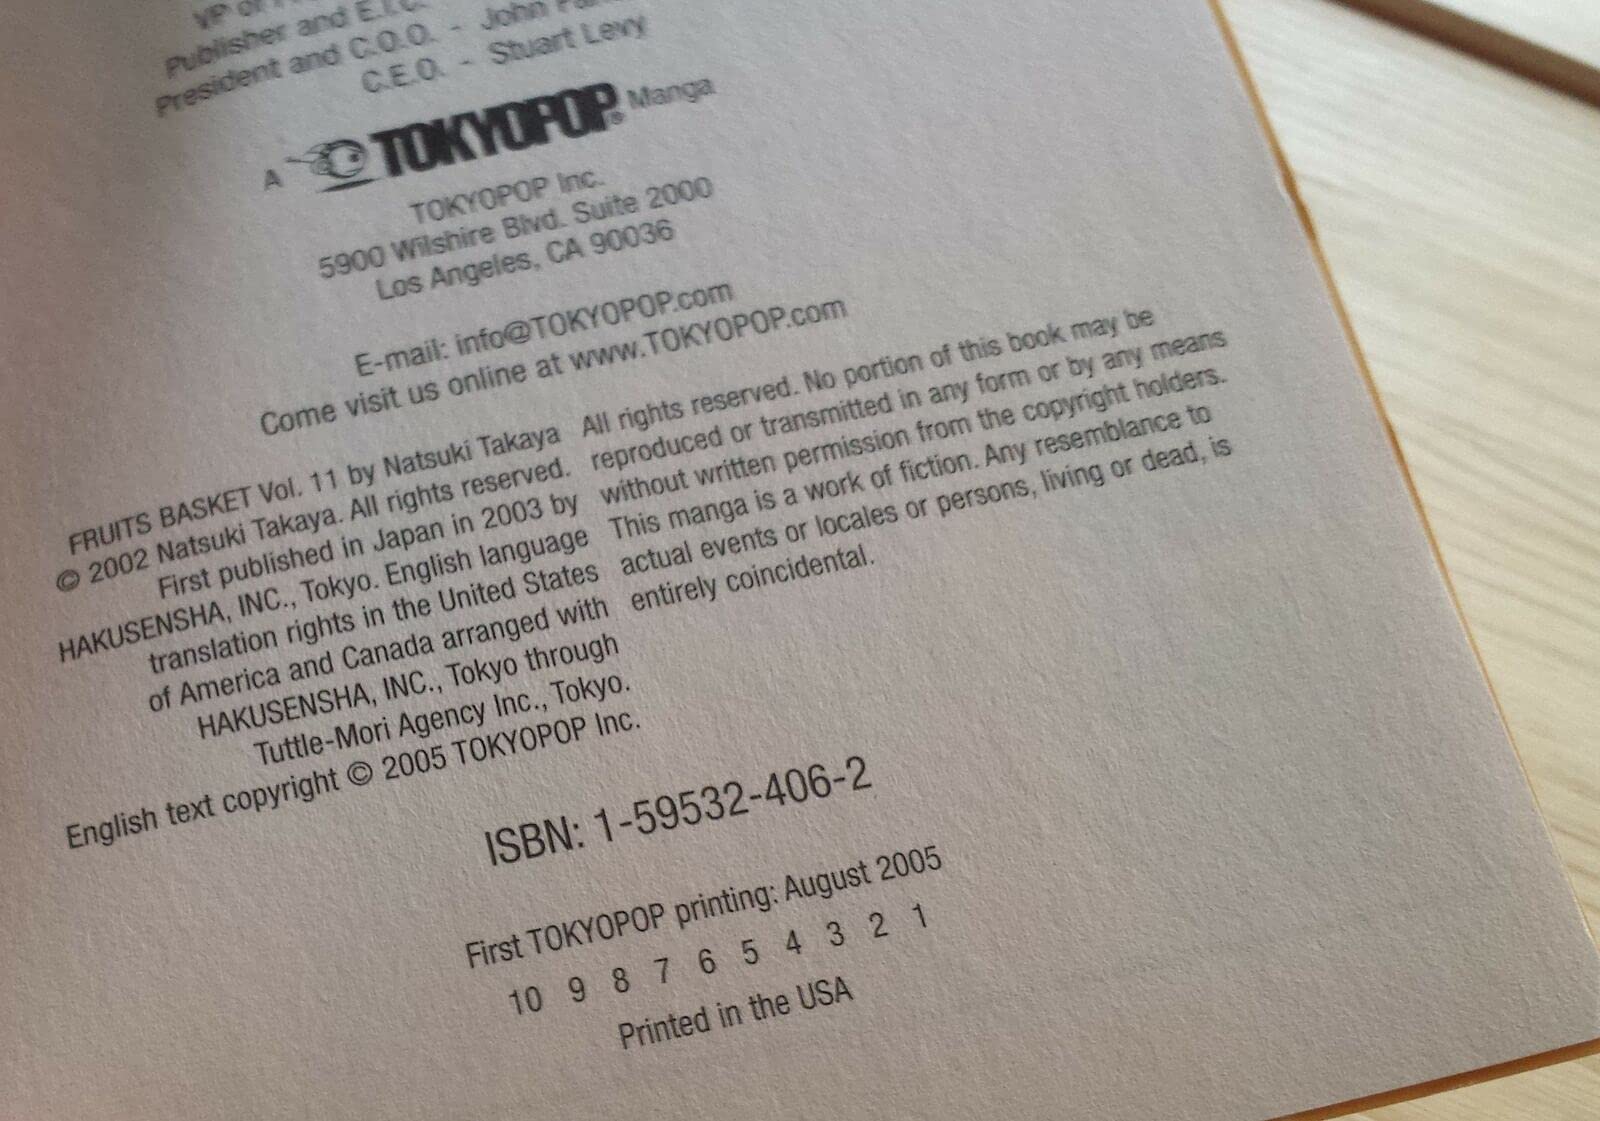 VP of
Publisher and E.I.C.
President and C.O.O. - John
C.E.O. - Stuart Levy
A TOKYOPOP® Manga
TOKYOPOP Inc.
5900 Wilshire Blvd. Suite 2000
Los Angeles, CA 90036
E-mail: info@TOKYOPOP.com
Come visit us online at www.TOKYOPOP.com
FRUITS BASKET Vol. 11 by Natsuki Takaya
© 2002 Natsuki Takaya. All rights reserved.
First published in Japan in 2003 by
HAKUSENSHA, INC., Tokyo. English language
translation rights in the United States
of America and Canada arranged with
HAKUSENSHA, INC., Tokyo through
Tuttle-Mori Agency Inc., Tokyo.
English text copyright © 2005 TOKYOPOP Inc.
All rights reserved. No portion of this book may be
reproduced or transmitted in any form or by any means
without written permission from the copyright holders.
This manga is a work of fiction. Any resemblance to
actual events or locales or persons, living or dead, is
entirely coincidental.
ISBN: 1-59532-406-2
First TOKYOPOP printing: August 2005
10 9 8 7 6 5 4 3 2 1
Printed in the USA